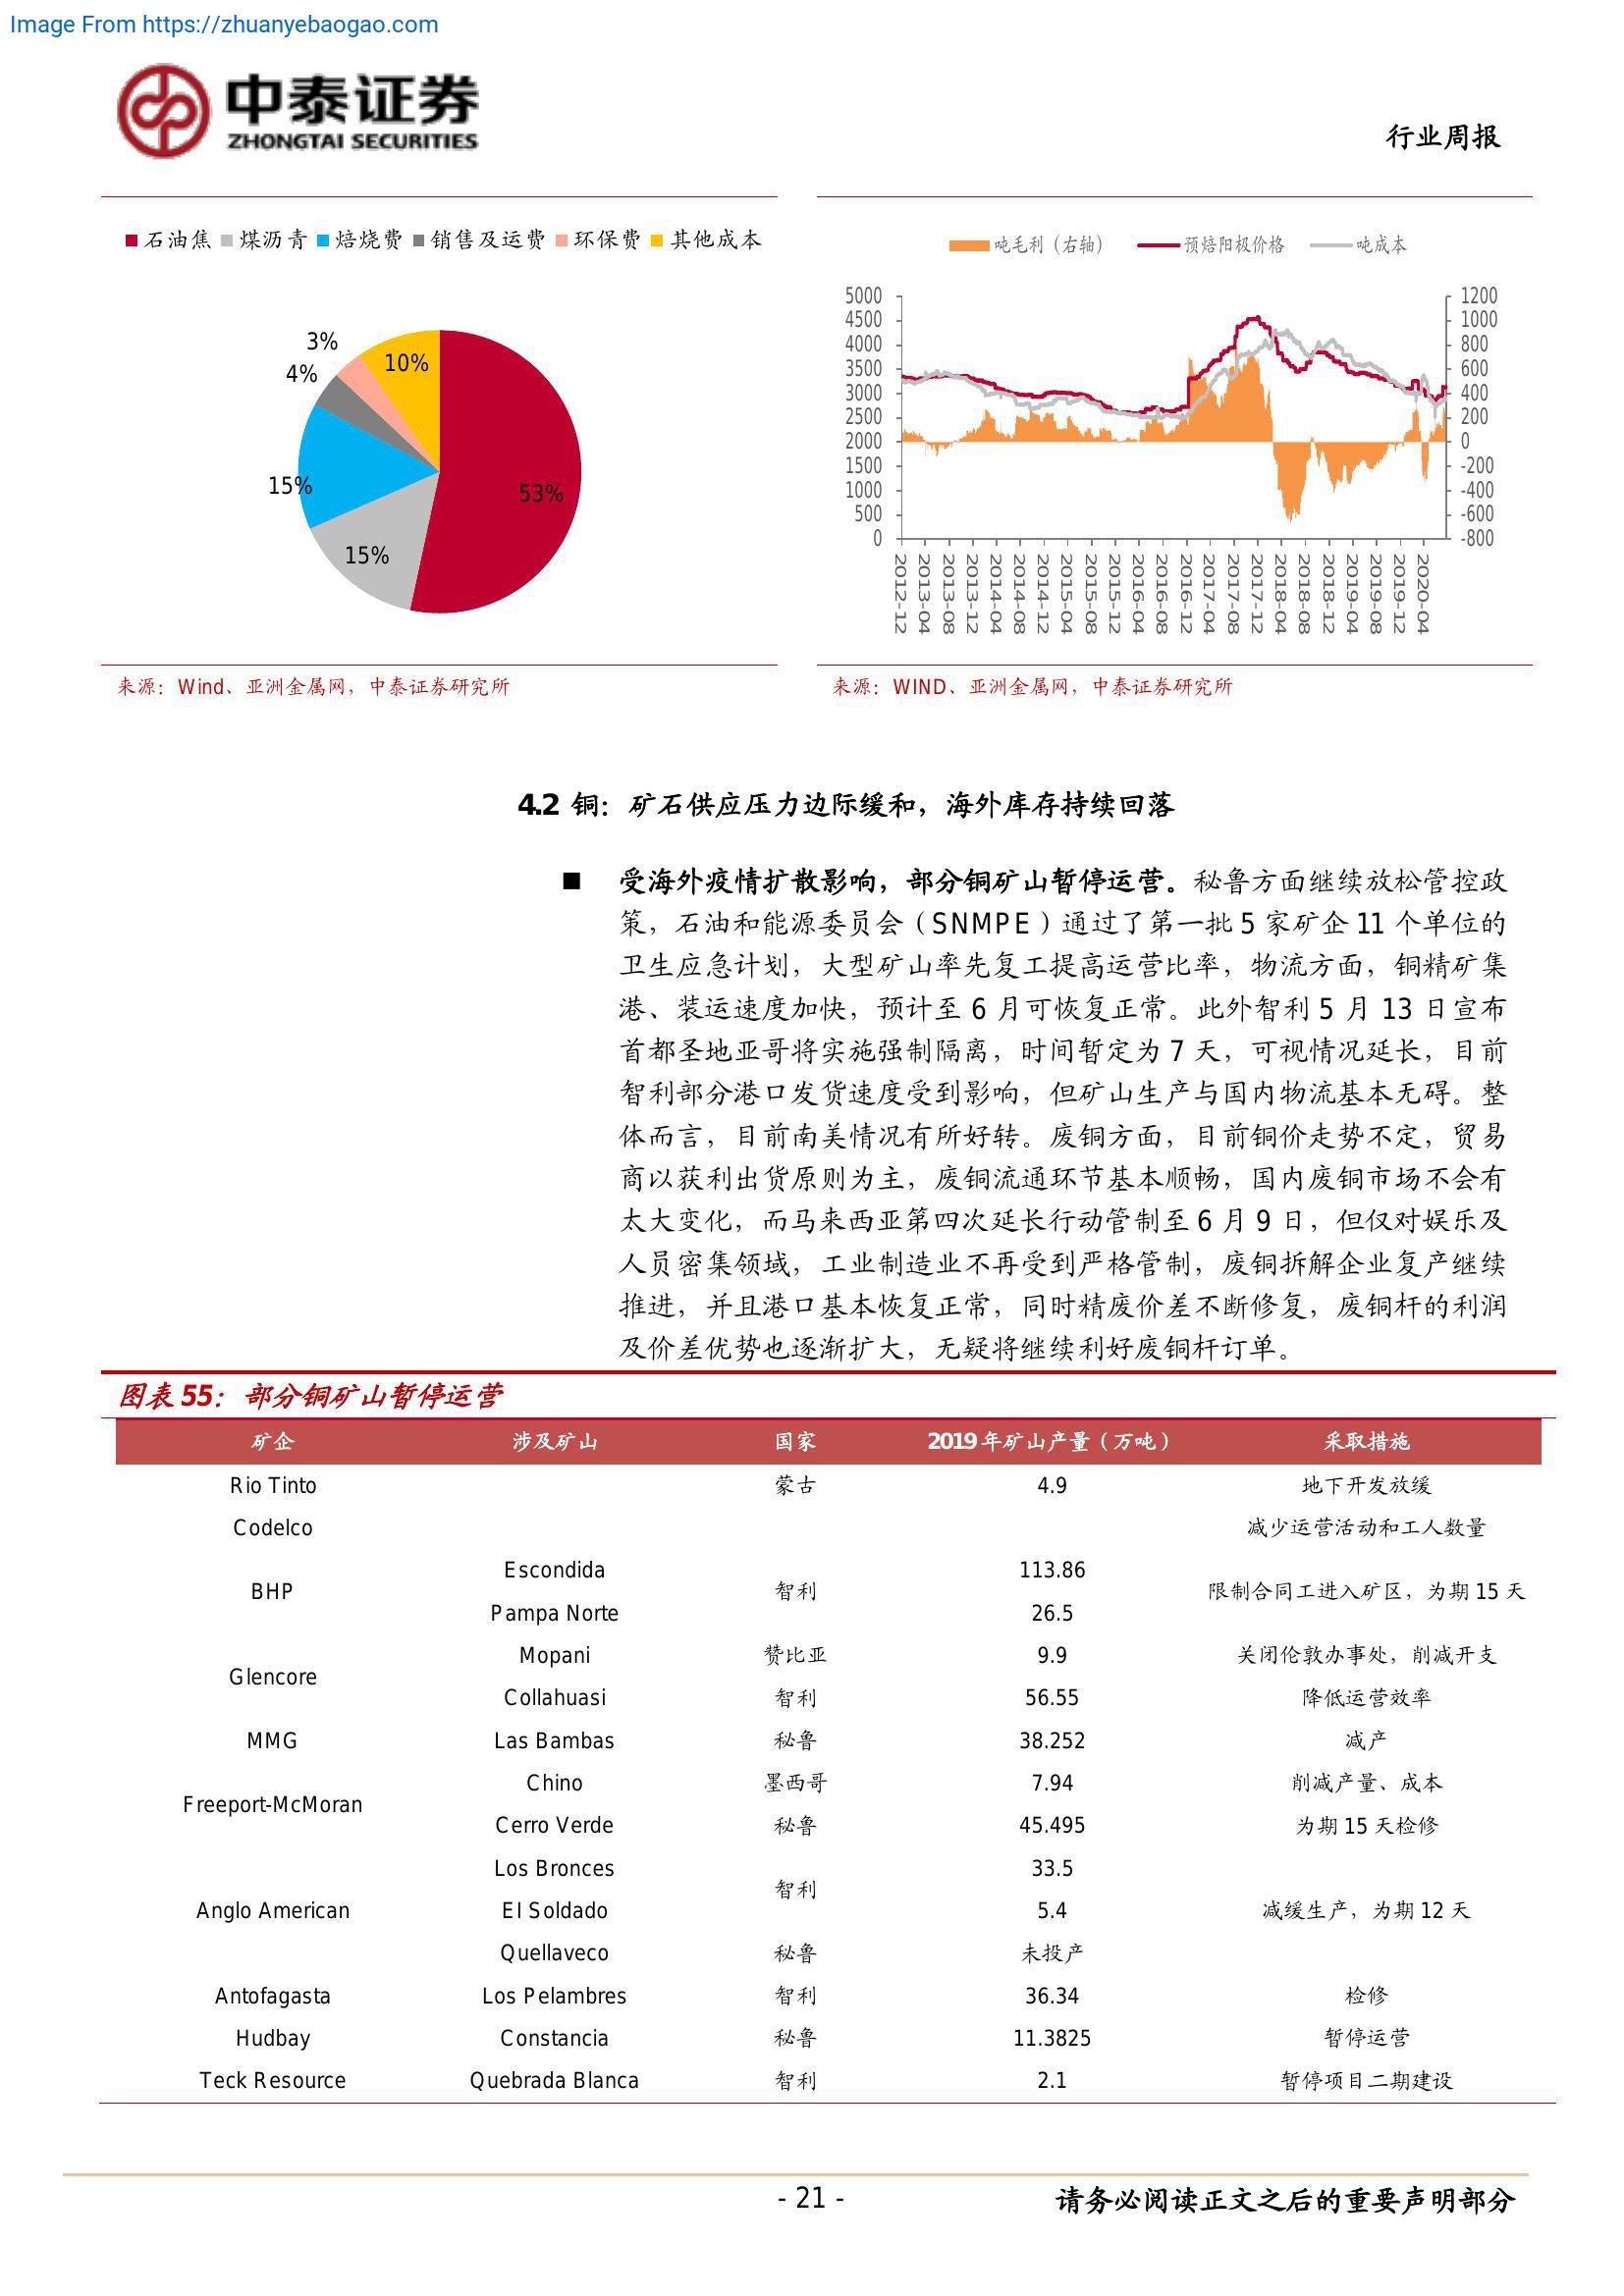 Image From https://zhuanyebaogao.com
中泰证券
ZHONGTAI SECURITIES
行业周报
石油焦 煤沥青 焙烧费 销售及运费 环保费 其他成本
3%
4%
10%
15%
53%
15%
吨毛利（右轴） 预焙阳极价格 吨成本
5000 1200
4500 1000
4000 800
3500 600
3000 400
2500 200
2000 0
1500 -200
1000 -400
500 -600
0 -800
2012-12 2013-04 2013-08 2013-12 2014-04 2014-08 2014-12 2015-04 2015-08 2015-12 2016-04 2016-08 2016-12 2017-04 2017-08 2017-12 2018-04 2018-08 2018-12 2019-04 2019-08 2019-12 2020-04
来源：Wind、亚洲金属网，中泰证券研究所
来源：WIND、亚洲金属网，中泰证券研究所
4.2 铜：矿石供应压力边际缓和，海外库存持续回落
■ 受海外疫情扩散影响，部分铜矿山暂停运营。秘鲁方面继续放松管控政
策，石油和能源委员会（SNMPE）通过了第一批 5 家矿企 11 个单位的
卫生应急计划，大型矿山率先复工提高运营比率，物流方面，铜精矿集
港、装运速度加快，预计至 6 月可恢复正常。此外智利 5 月 13 日宣布
首都圣地亚哥将实施强制隔离，时间暂定为 7 天，可视情况延长，目前
智利部分港口发货速度受到影响，但矿山生产与国内物流基本无碍。整
体而言，目前南美情况有所好转。废铜方面，目前铜价走势不定，贸易
商以获利出货原则为主，废铜流通环节基本顺畅，国内废铜市场不会有
太大变化，而马来西亚第四次延长行动管制至 6 月 9 日，但仅对娱乐及
人员密集领域，工业制造业不再受到严格管制，废铜拆解企业复产继续
推进，并且港口基本恢复正常，同时精废价差不断修复，废铜杆的利润
及价差优势也逐渐扩大，无疑将继续利好废铜杆订单。
图表 55：部分铜矿山暂停运营
矿企 涉及矿山 国家 2019 年矿山产量（万吨） 采取措施
Rio Tinto 蒙古 4.9 地下开发放缓
Codelco 减少运营活动和工人数量
Escondida 113.86
BHP 智利 限制合同工进入矿区，为期 15 天
Pampa Norte 26.5
Mopani 赞比亚 9.9 关闭伦敦办事处，削减开支
Glencore
Collahuasi 智利 56.55 降低运营效率
MMG Las Bambas 秘鲁 38.252 减产
Chino 墨西哥 7.94 削减产量、成本
Freeport-McMoran
Cerro Verde 秘鲁 45.495 为期 15 天检修
Los Bronces 33.5
智利
Anglo American El Soldado 5.4 减缓生产，为期 12 天
Quellaveco 秘鲁 未投产
Antofagasta Los Pelambres 智利 36.34 检修
Hudbay Constancia 秘鲁 11.3825 暂停运营
Teck Resource Quebrada Blanca 智利 2.1 暂停项目二期建设
- 21 -
请务必阅读正文之后的重要声明部分